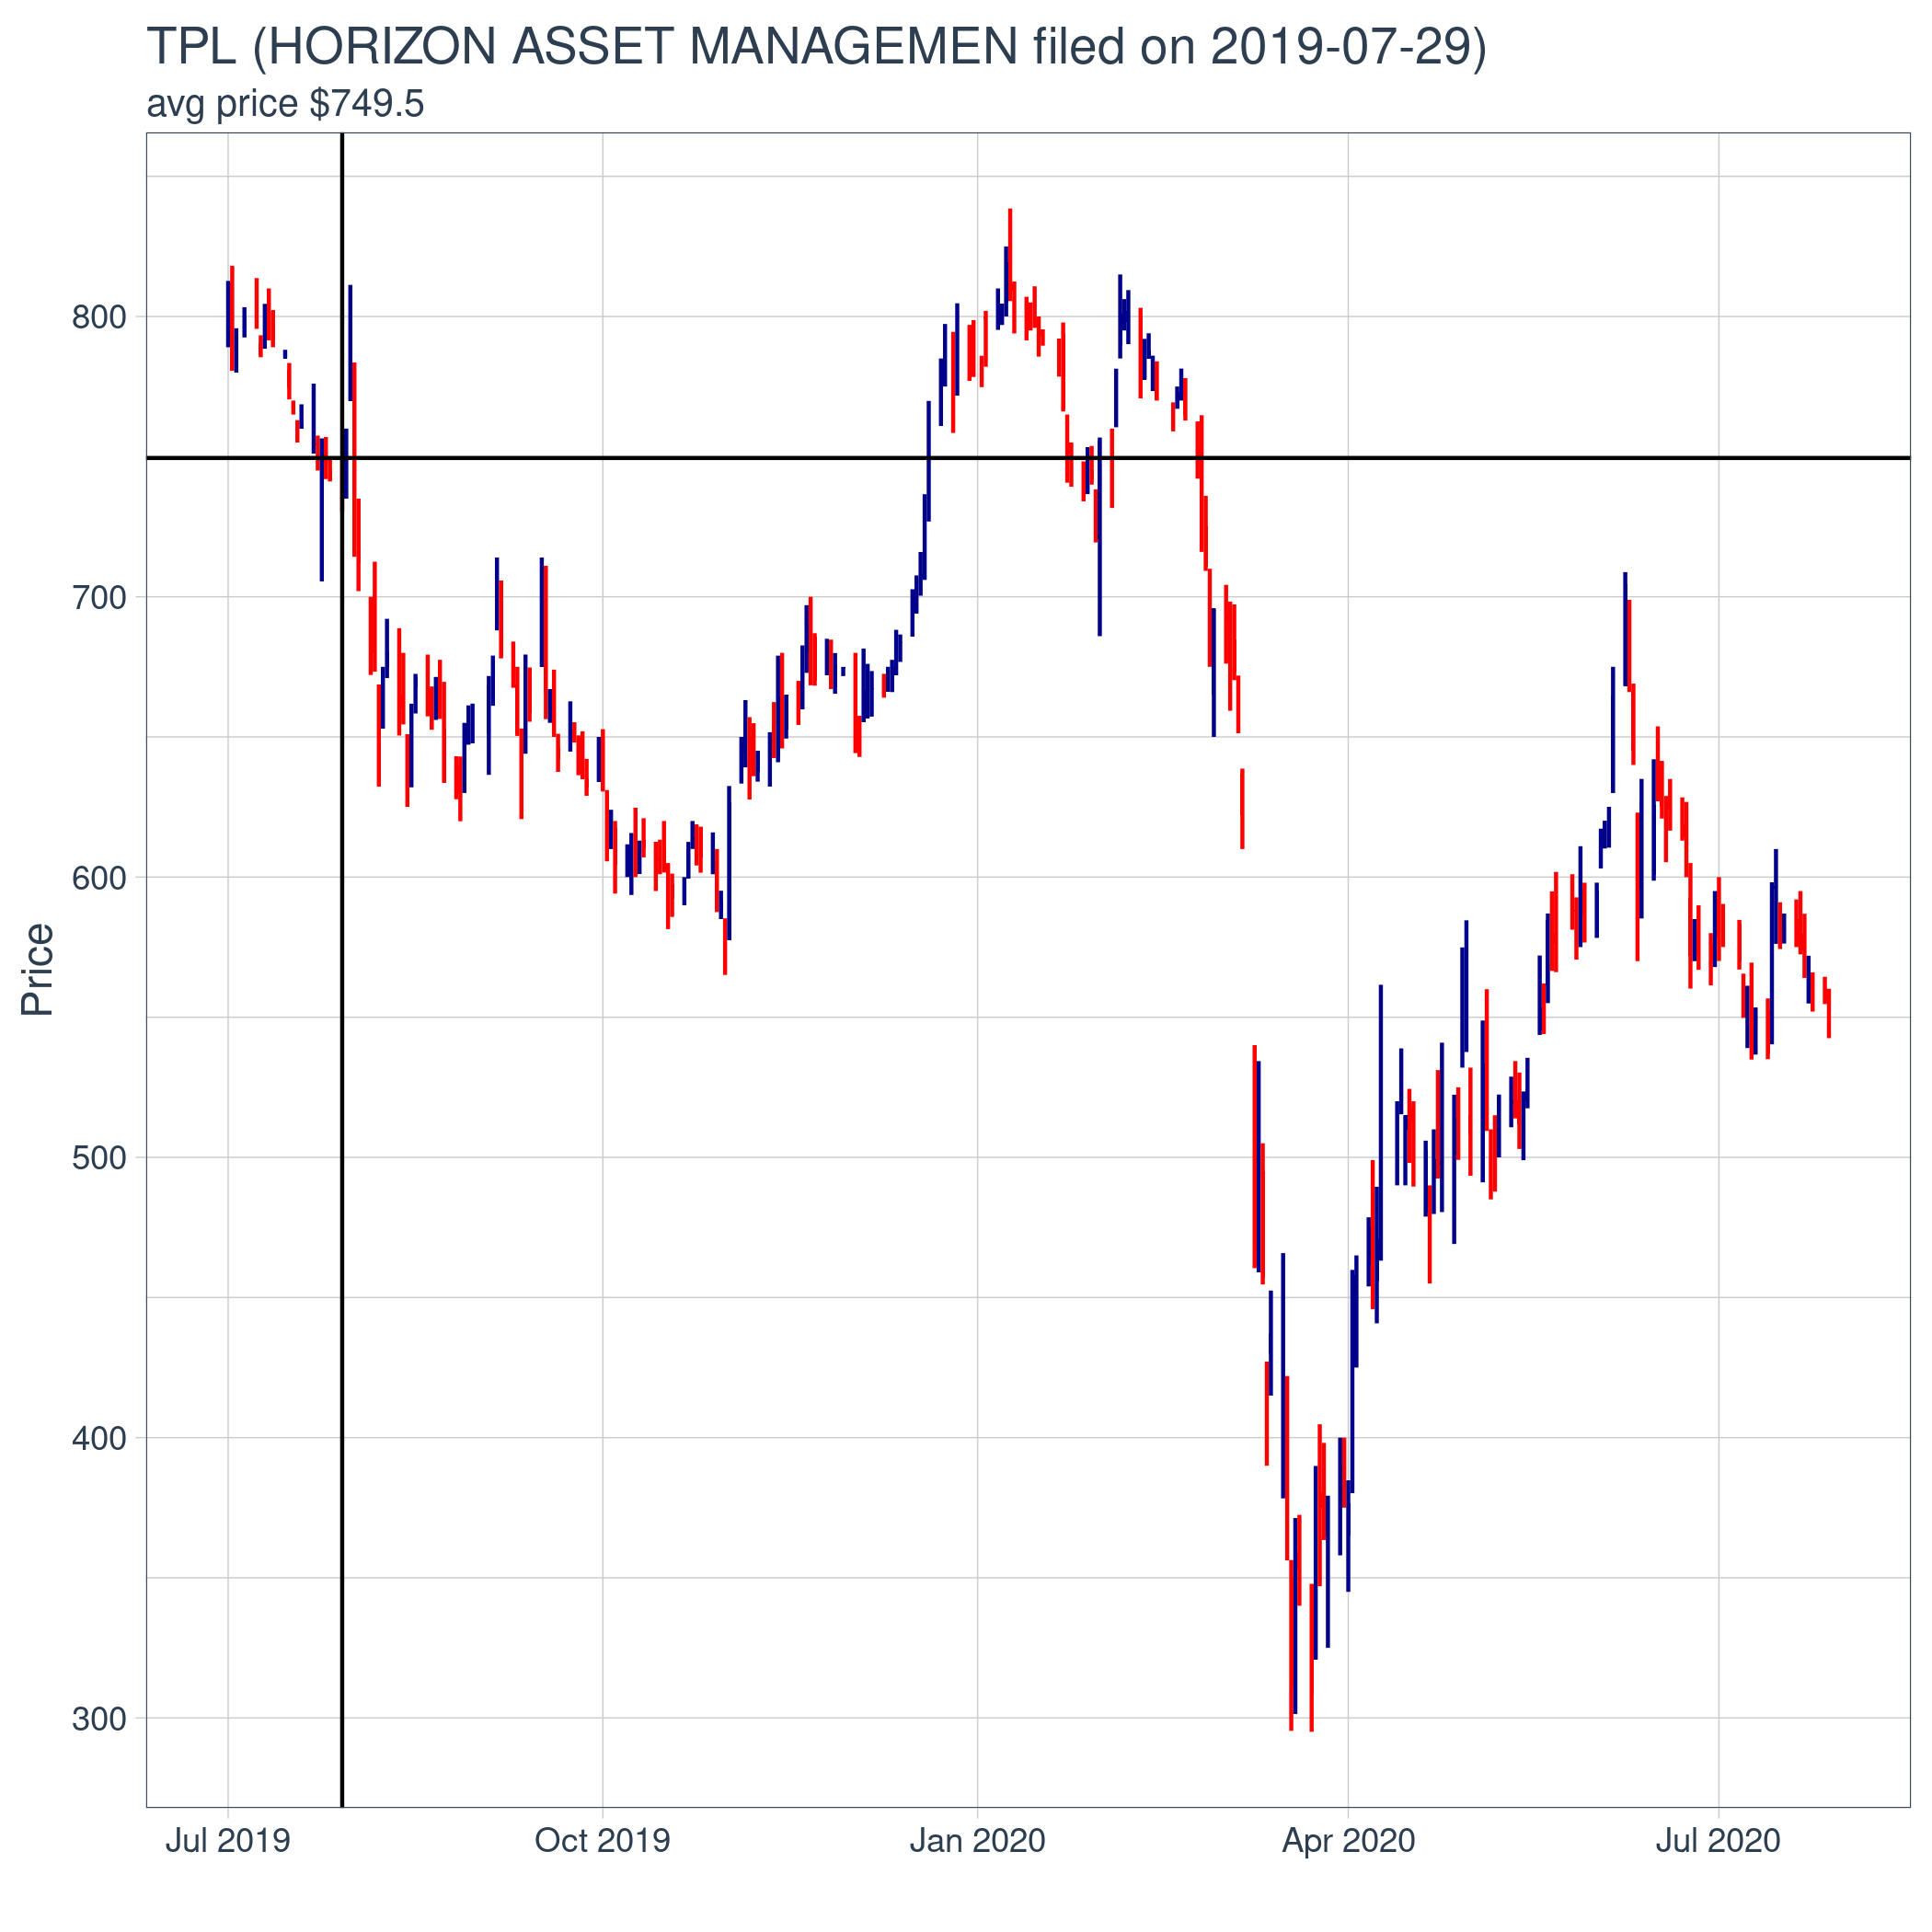 TPL (HORIZON ASSET MANAGEMEN filed on 2019-07-29)
avg price $749.5
800
700
600
500
400
300
Price
Jul 2019 Oct 2019 Jan 2020 Apr 2020 Jul 2020